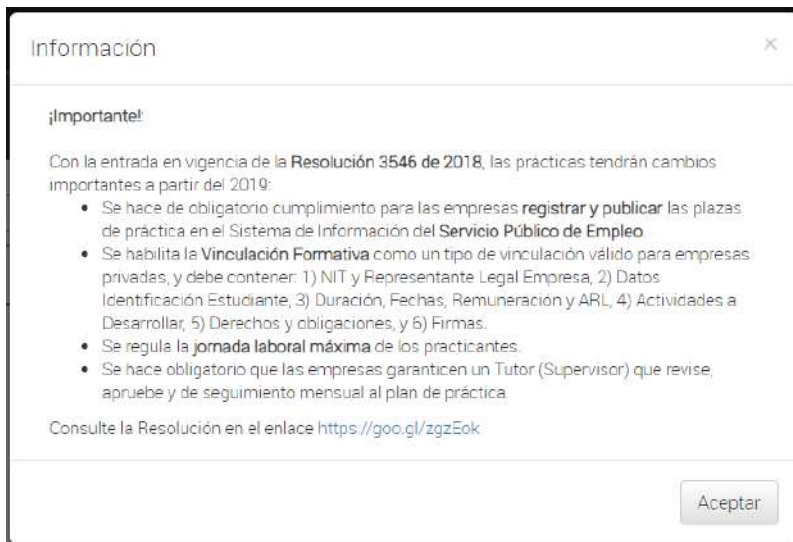 Información
×
¡Importante!:
Con la entrada en vigencia de la Resolución 3546 de 2018, las prácticas tendrán cambios
importantes a partir del 2019:
• Se hace de obligatorio cumplimiento para las empresas registrar y publicar las plazas
de práctica en el Sistema de Información del Servicio Público de Empleo
• Se habilita la Vinculación Formativa como un tipo de vinculación válido para empresas
privadas, y debe contener: 1) NIT y Representante Legal Empresa, 2) Datos
Identificación Estudiante, 3) Duración, Fechas, Remuneración y ARL, 4) Actividades a
Desarrollar, 5) Derechos y obligaciones, y 6) Firmas.
• Se regula la jornada laboral máxima de los practicantes.
• Se hace obligatorio que las empresas garanticen un Tutor (Supervisor) que revise,
apruebe y de seguimiento mensual al plan de práctica
Consulte la Resolución en el enlace https://goo.gl/zgzEok
Aceptar